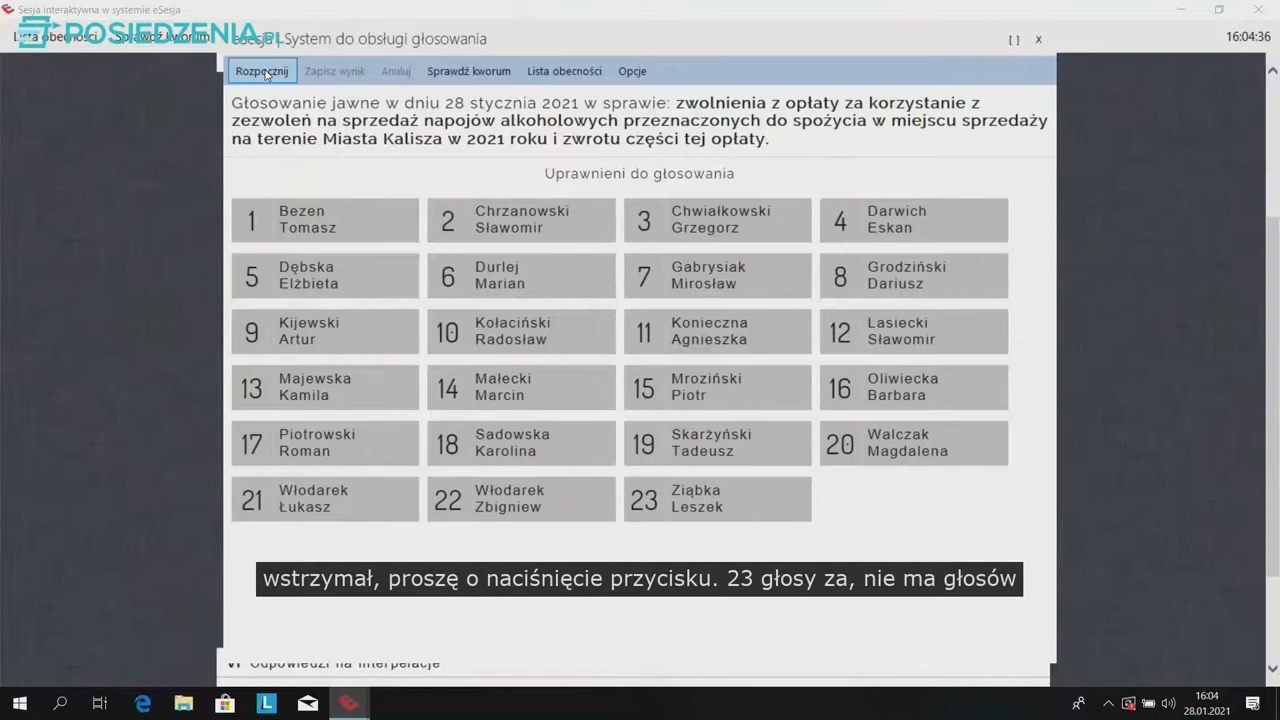 Sesja interaktywna w systemie eSesja
POSIEDZENIA.PL
Lista obecności Sprawdź kworum
eSesja | System do obsługi głosowania
[ ] X
16:04:36
Rozpocznij Zapisz wynik Anuluj Sprawdź kworum Lista obecności Opcje
Głosowanie jawne w dniu 28 stycznia 2021 w sprawie: zwolnienia z opłaty za korzystanie z
zezwoleń na sprzedaż napojów alkoholowych przeznaczonych do spożycia w miejscu sprzedaży
na terenie Miasta Kalisza w 2021 roku i zwrotu części tej opłaty.
Uprawnieni do głosowania
1 Bezen
Tomasz
2 Chrzanowski
Sławomir
3 Chwiałkowski
Grzegorz
4 Darwich
Eskan
5 Dębska
Elżbieta
6 Durlej
Marian
7 Gabrysiak
Mirosław
8 Grodziński
Dariusz
9 Kijewski
Artur
10 Kołaciński
Radosław
11 Konieczna
Agnieszka
12 Lasiecki
Sławomir
13 Majewska
Kamila
14 Małecki
Marcin
15 Mroziński
Piotr
16 Oliwiecka
Barbara
17 Piotrowski
Roman
18 Sadowska
Karolina
19 Skarżyński
Tadeusz
20 Walczak
Magdalena
21 Włodarek
Łukasz
22 Włodarek
Zbigniew
23 Ziąbka
Leszek
wstrzymał, proszę o naciśnięcie przycisku. 23 głosy za, nie ma głosów
VI Odpowiedzi na interpelacje
L
16:04
28.01.2021